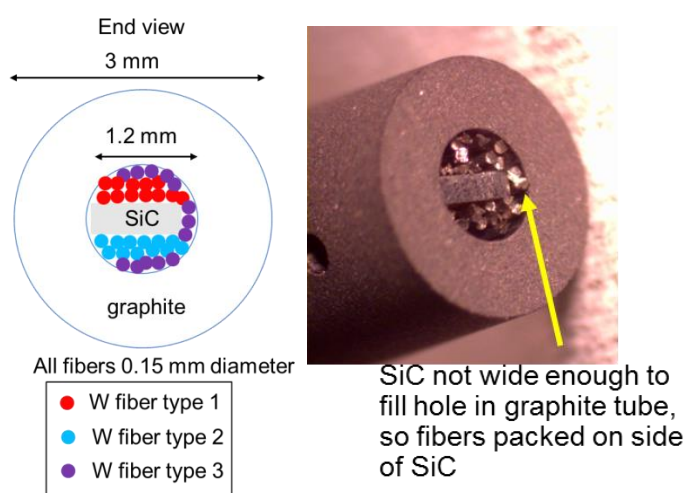 End view
3 mm
1.2 mm
SiC
graphite
All fibers 0.15 mm diameter
W fiber type 1
W fiber type 2
W fiber type 3
SiC not wide enough to
fill hole in graphite tube,
so fibers packed on side
of SiC